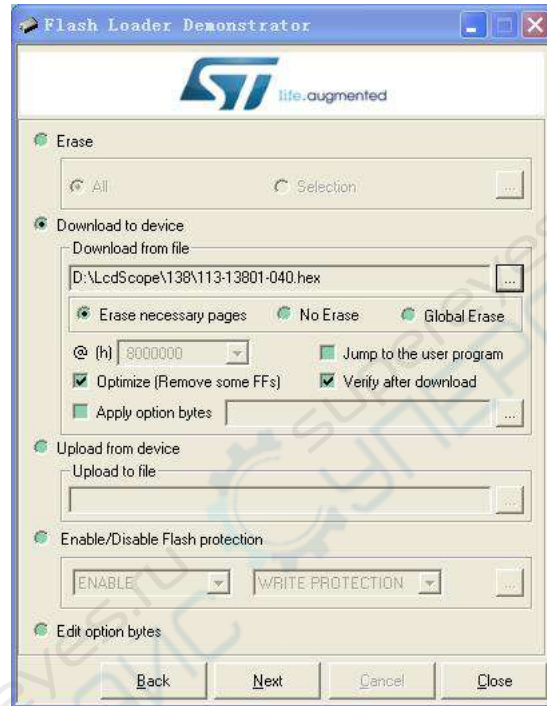 Flash Loader Demonstrator
ST life.augmented
Erase
All Selection ...
Download to device
Download from file
D:\LcdScope\138\113-13801-040.hex ...
Erase necessary pages No Erase Global Erase
@ (h) 8000000 Jump to the user program
Optimize (Remove some FFs) Verify after download
Apply option bytes ...
Upload from device
Upload to file
...
Enable/Disable Flash protection
ENABLE WRITE PROTECTION ...
Edit option bytes
Back Next Cancel Close